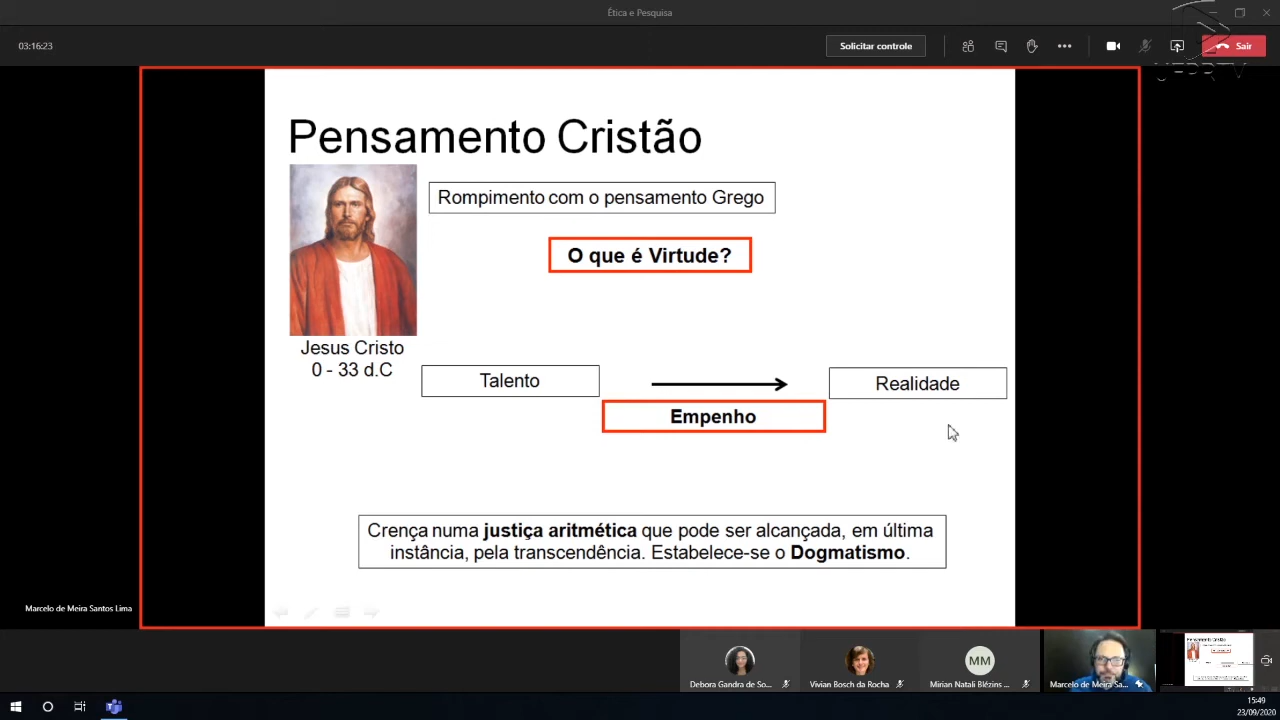 Ética e Pesquisa
03:16:23
Solicitar controle
Sair
Pensamento Cristão
Rompimento com o pensamento Grego
O que é Virtude?
Jesus Cristo
0 - 33 d.C
Talento
Realidade
Empenho
Crença numa justiça aritmética que pode ser alcançada, em última
instância, pela transcendência. Estabelece-se o Dogmatismo.
Marcelo de Meira Santos Lima
MM
Debora Gandra de So...
Vivian Bosch da Rocha
Mirian Natali Blézins ...
Marcelo de Meira Sa...
Pensamento Cristão
15:49
23/09/2020